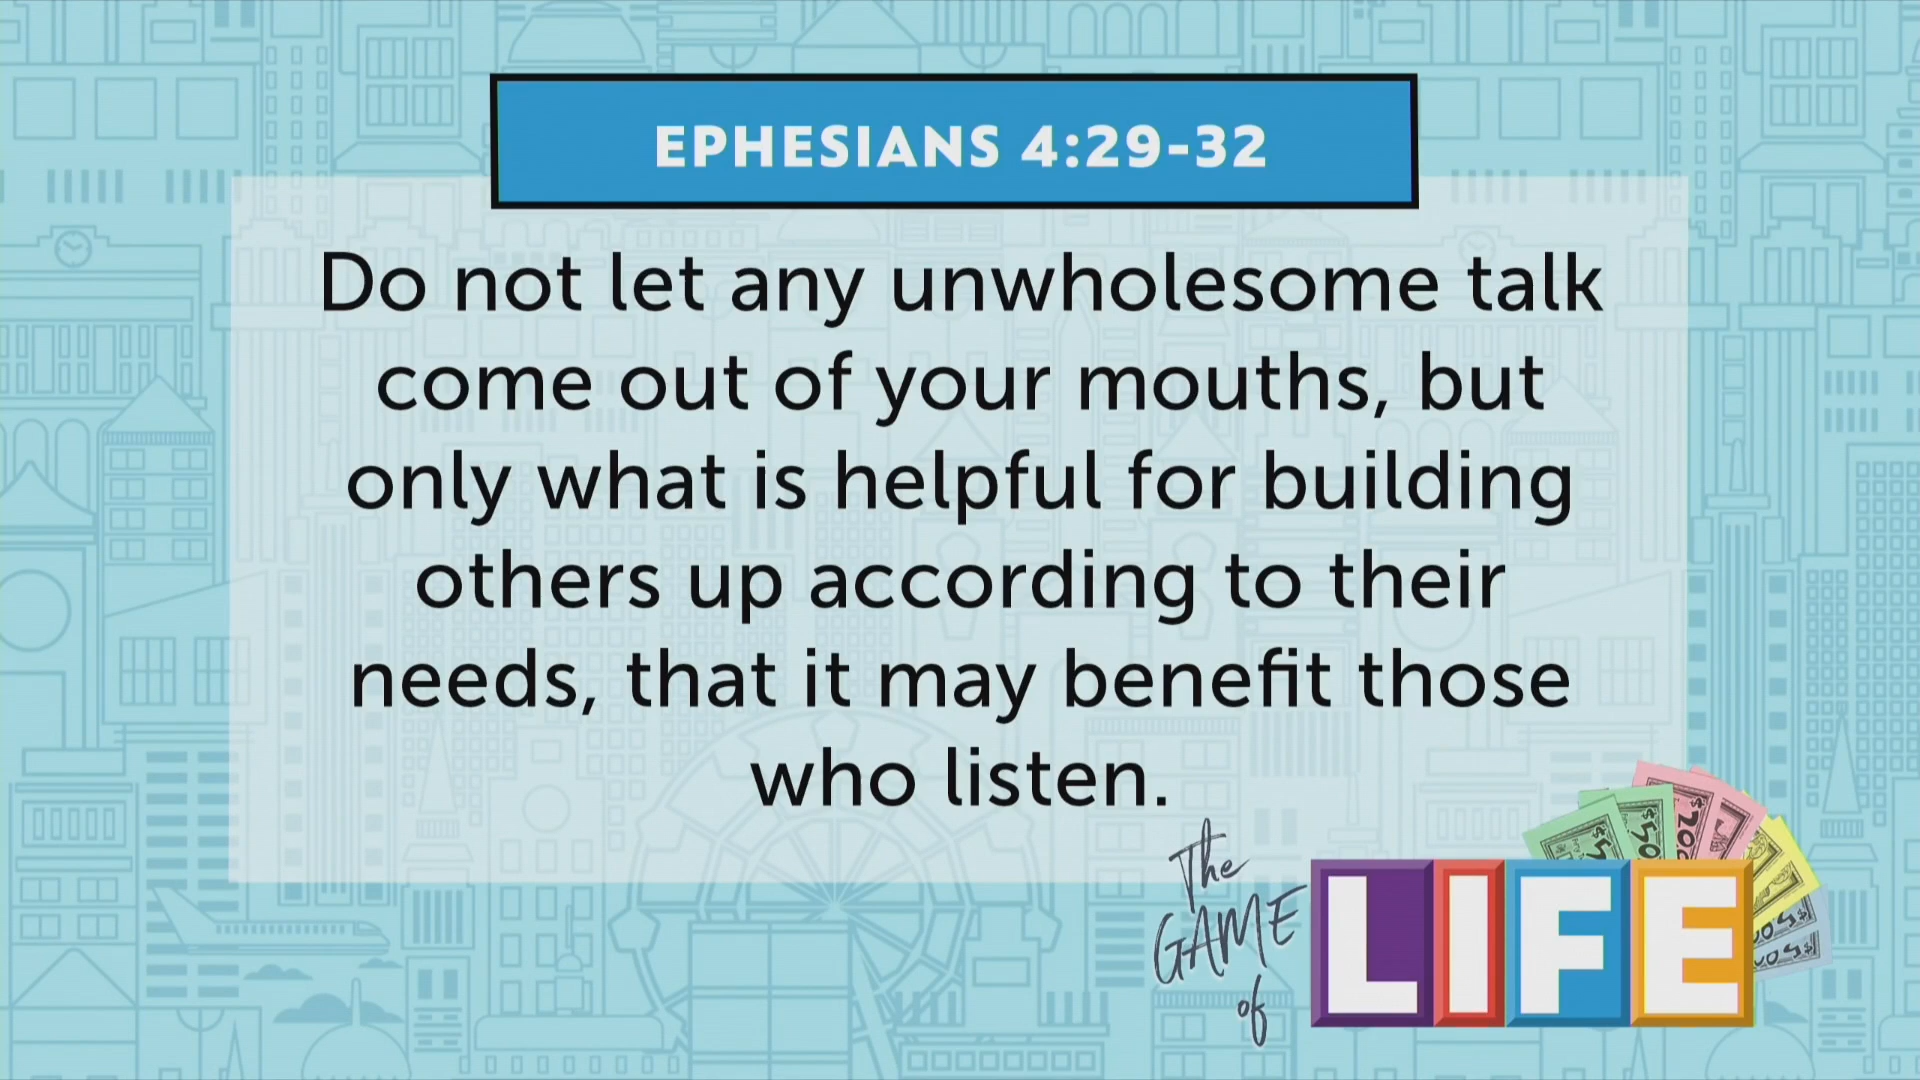 EPHESIANS 4:29-32
Do not let any unwholesome talk
come out of your mouths, but
only what is helpful for building
others up according to their
needs, that it may benefit those
who listen.
The
GAME
of
LIFE